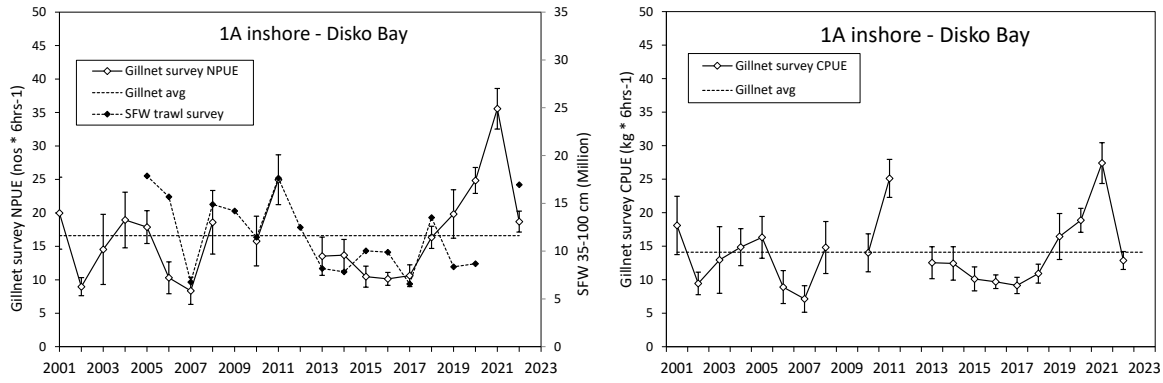 1A inshore - Disko Bay
Gillnet survey NPUE
Gillnet avg
SFW trawl survey
Gillnet survey NPUE (nos * 6hrs-1)
SFW 35-100 cm (Million)
50
45
40
35
30
25
20
15
10
5
0
35
30
25
20
15
10
5
0
2001 2003 2005 2007 2009 2011 2013 2015 2017 2019 2021 2023
1A inshore - Disko Bay
Gillnet survey CPUE
Gillnet avg
Gillnet survey CPUE (kg * 6hrs-1)
50
45
40
35
30
25
20
15
10
5
0
2001 2003 2005 2007 2009 2011 2013 2015 2017 2019 2021 2023